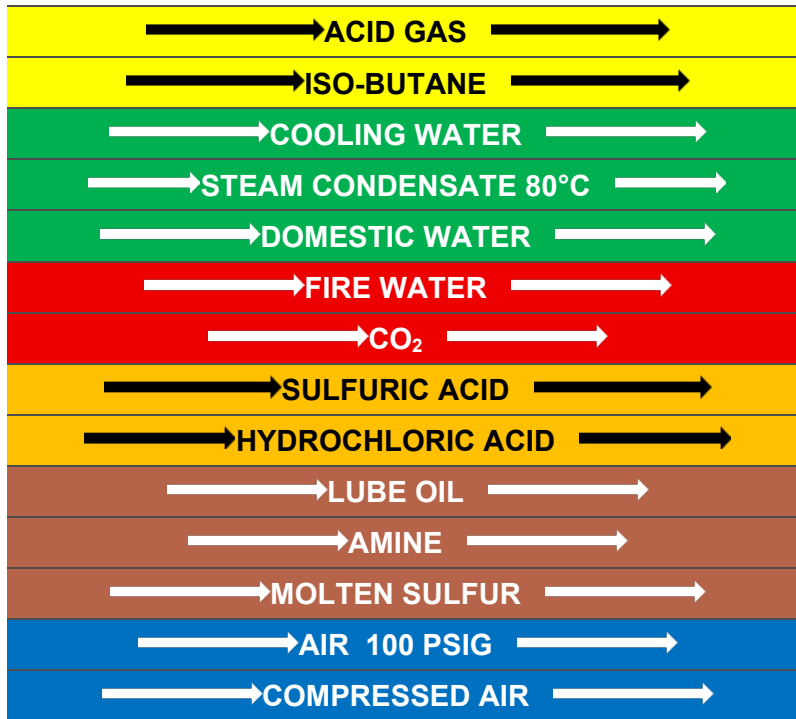 ACID GAS
ISO-BUTANE
COOLING WATER
STEAM CONDENSATE 80°C
DOMESTIC WATER
FIRE WATER
CO₂
SULFURIC ACID
HYDROCHLORIC ACID
LUBE OIL
AMINE
MOLTEN SULFUR
AIR  100 PSIG
COMPRESSED AIR